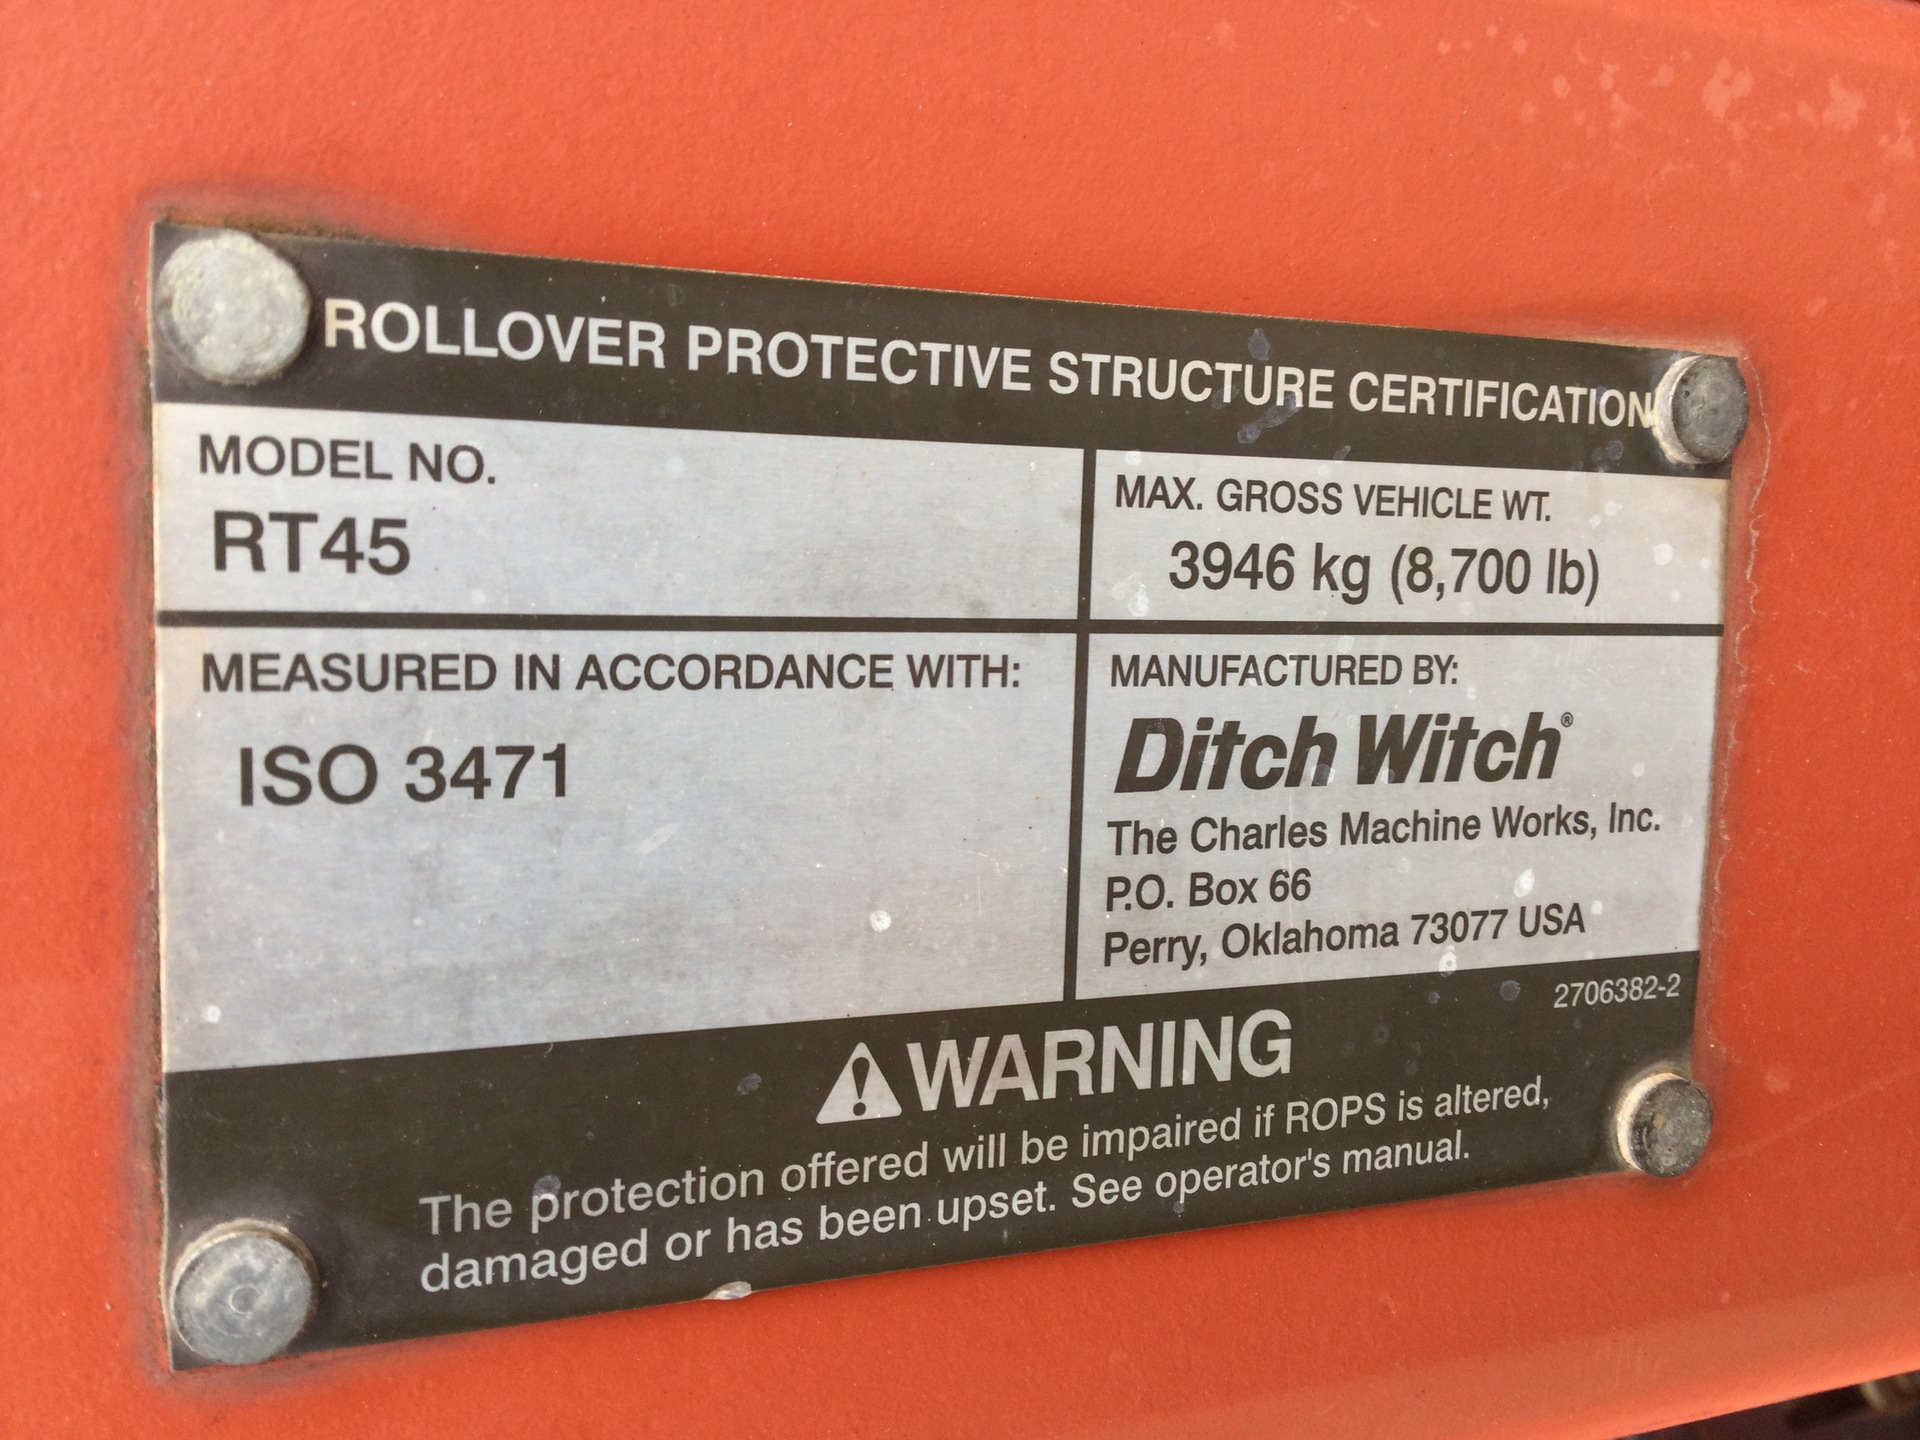 ROLLOVER PROTECTIVE STRUCTURE CERTIFICATION
MODEL NO.
RT45
MAX. GROSS VEHICLE WT.
3946 kg (8,700 lb)
MEASURED IN ACCORDANCE WITH:
ISO 3471
MANUFACTURED BY:
Ditch Witch®
The Charles Machine Works, Inc.
P.O. Box 66
Perry, Oklahoma 73077 USA
2706382-2
WARNING
The protection offered will be impaired if ROPS is altered,
damaged or has been upset. See operator's manual.